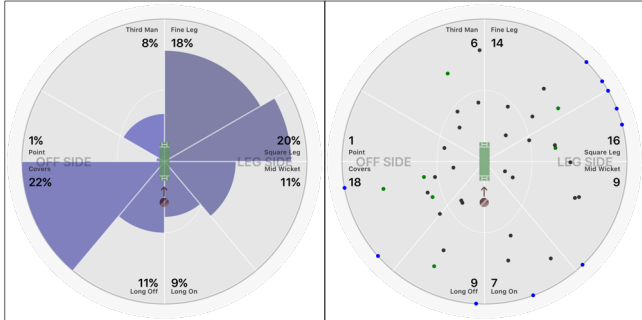 Third Man
8%
Fine Leg
18%
1%
Point
20%
Square Leg
OFF SIDE
LEG SIDE
Covers
22%
Mid Wicket
11%
11%
Long Off
9%
Long On
Third Man
6
Fine Leg
14
1
Point
16
Square Leg
OFF SIDE
LEG SIDE
Covers
18
Mid Wicket
9
9
Long Off
7
Long On